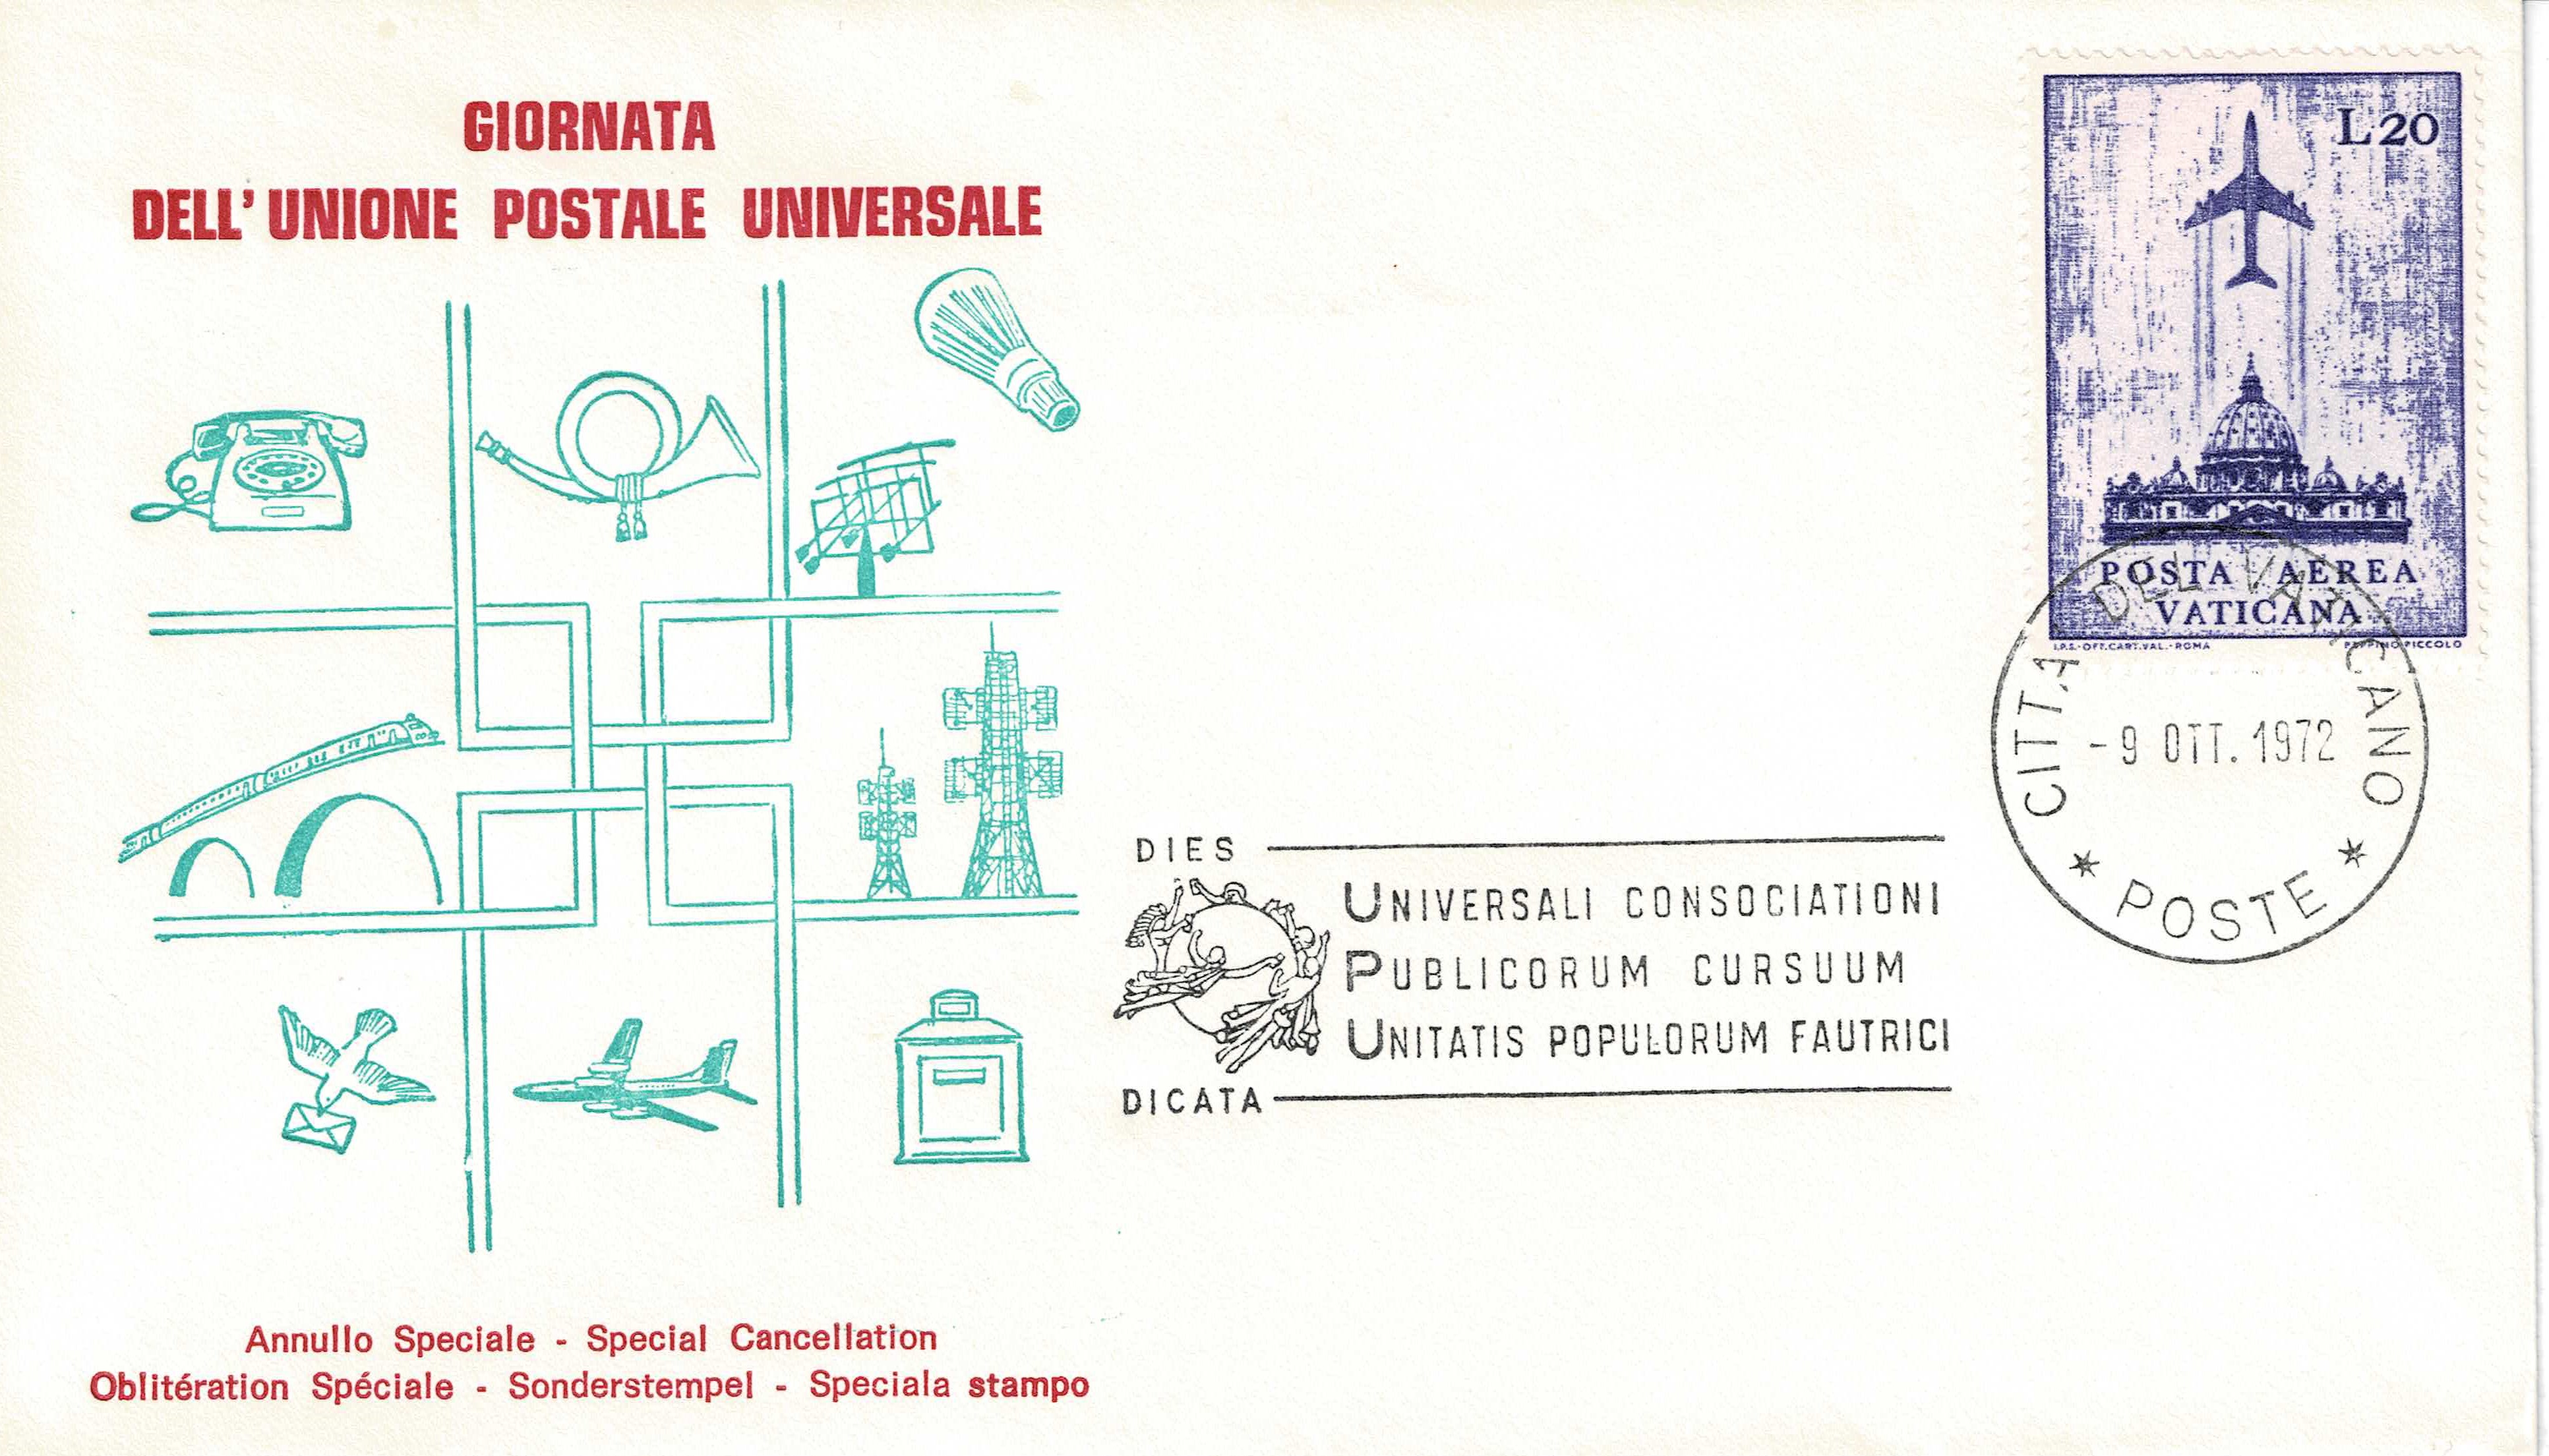 GIORNATA
DELL' UNIONE POSTALE UNIVERSALE
L 20
POSTA AEREA
VATICANA
I.P.S.-OFF.CART.VAL.-ROMA PEPPINO PICCOLO
CITTÀ DEL VATICANO
-9 OTT. 1972
* POSTE *
DIES
UNIVERSALI CONSOCIATIONI
PUBLICORUM CURSUUM
UNITATIS POPULORUM FAUTRICI
DICATA
Annullo Speciale - Special Cancellation
Oblitération Spéciale - Sonderstempel - Speciala stampo